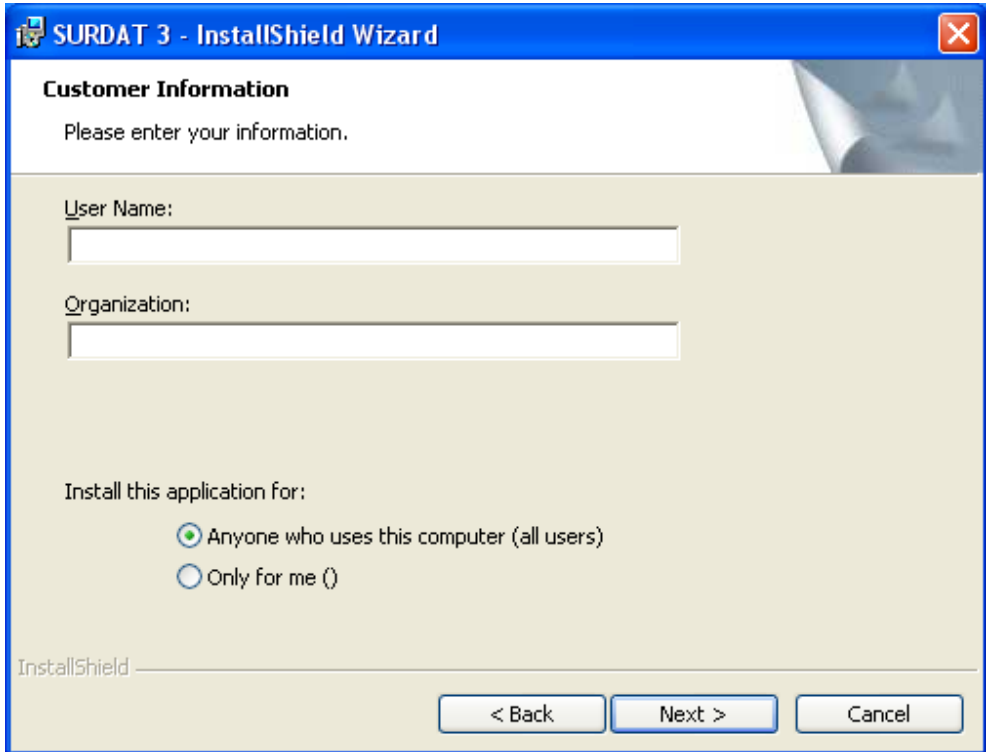 SURDAT 3 - InstallShield Wizard
Customer Information
Please enter your information.
User Name:
Organization:
Install this application for:
Anyone who uses this computer (all users)
Only for me ()
InstallShield
< Back Next > Cancel